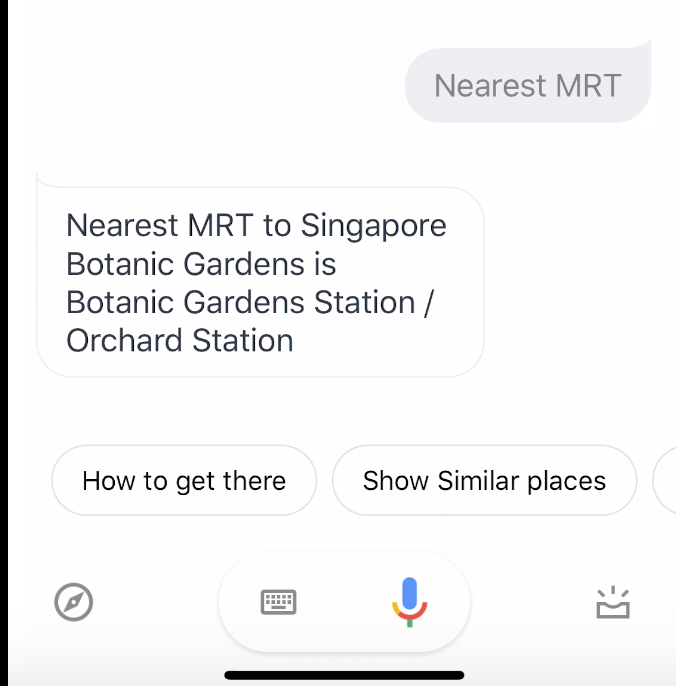 Nearest MRT
Nearest MRT to Singapore
Botanic Gardens is
Botanic Gardens Station /
Orchard Station
How to get there
Show Similar places